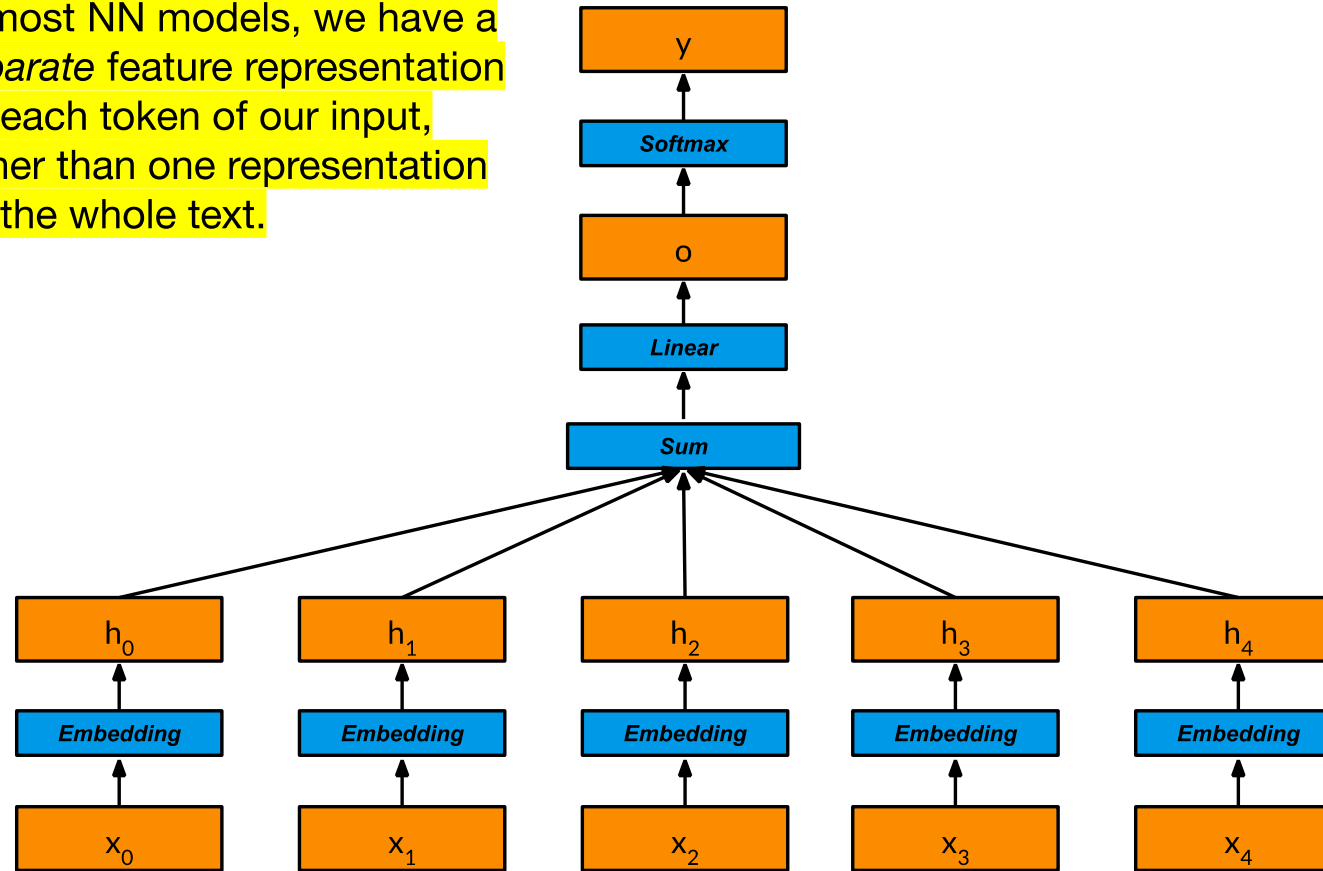 most NN models, we have a
parate feature representation
each token of our input,
her than one representation
the whole text.
y
Softmax
o
Linear
Sum
h0 h1 h2 h3 h4
Embedding Embedding Embedding Embedding Embedding
x0 x1 x2 x3 x4